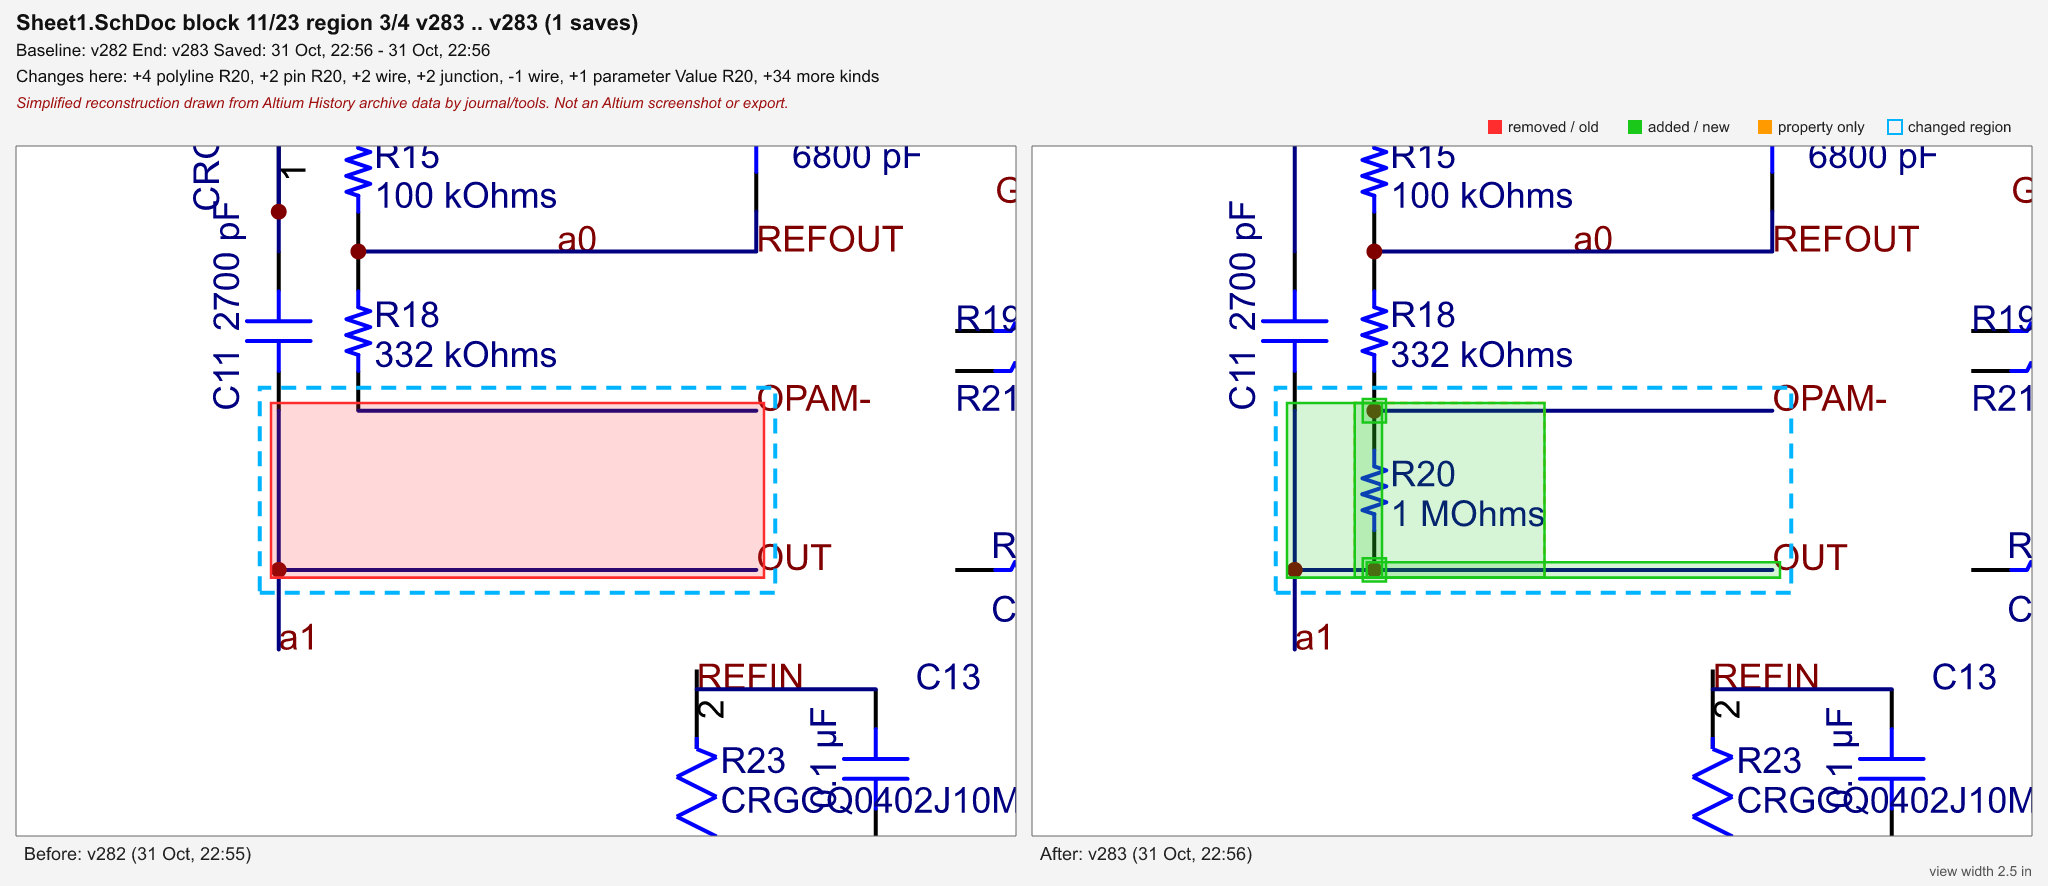 Sheet1.SchDoc block 11/23 region 3/4 v283 .. v283 (1 saves)
Baseline: v282 End: v283 Saved: 31 Oct, 22:56 - 31 Oct, 22:56
Changes here: +4 polyline R20, +2 pin R20, +2 wire, +2 junction, -1 wire, +1 parameter Value R20, +34 more kinds
Simplified reconstruction drawn from Altium History archive data by journal/tools. Not an Altium screenshot or export.
removed / old
added / new
property only
changed region
CRG
1
R15
100 kOhms
6800 pF
G
a0
REFOUT
C11 2700 pF
R18
332 kOhms
R19
OPAM-
R21
OUT
R
C
a1
REFIN
C13
2
R23
0.1 µF
CRGCQ0402J10M
R15
100 kOhms
6800 pF
G
a0
REFOUT
C11 2700 pF
R18
332 kOhms
R19
OPAM-
R21
R20
1 MOhms
OUT
R
C
a1
REFIN
C13
2
R23
0.1 µF
CRGCQ0402J10M
Before: v282 (31 Oct, 22:55)
After: v283 (31 Oct, 22:56)
view width 2.5 in